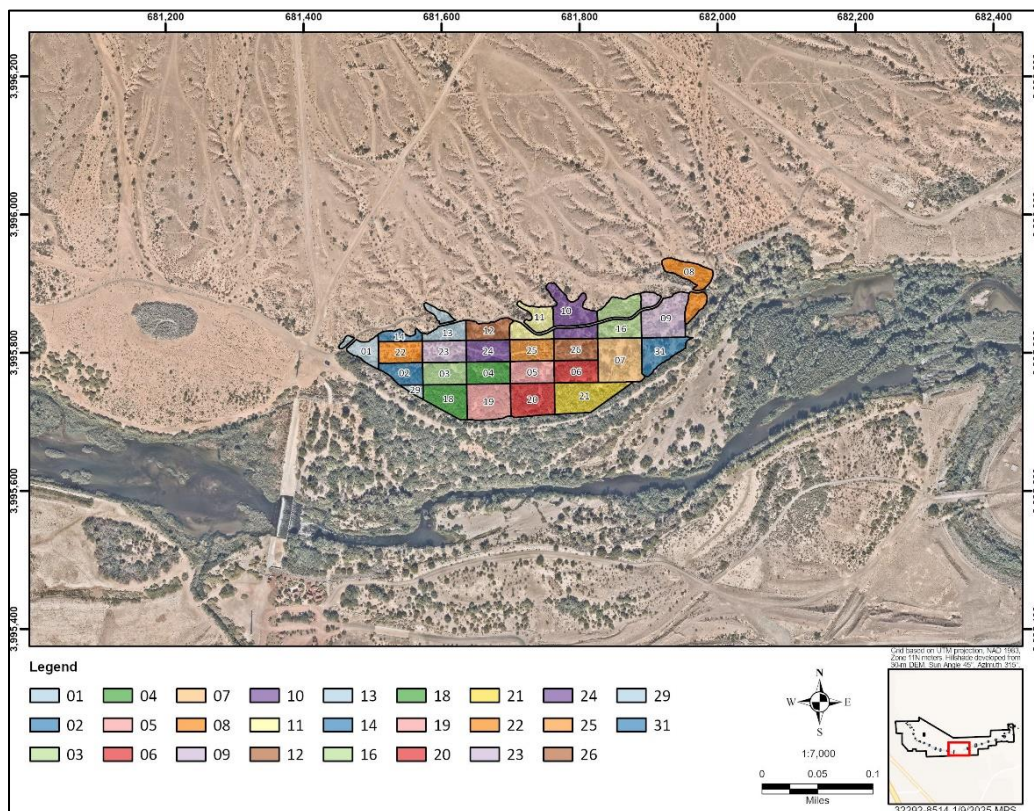 681,200 681,400 681,600 681,800 682,000 682,200 682,400
3,996,200
3,996,000
3,995,800
3,995,600
3,995,400
08
10
11
13
12
14
16
09
01
22
23
24
25
26
07
31
02
03
04
05
06
29
18
19
20
21
Legend
01 04 07 10 13 18 21 24 29
02 05 08 11 14 19 22 25 31
03 06 09 12 16 20 23 26
N
W E
S
1:7,000
0 0.05 0.1
Miles
Grid based on UTM projection, NAD 1983,
Zone 11N meters. Hillshade developed from
30-m DEM. Sun Angle 45°, Azimuth 315°.
32292-8514 1/9/2025 MPS